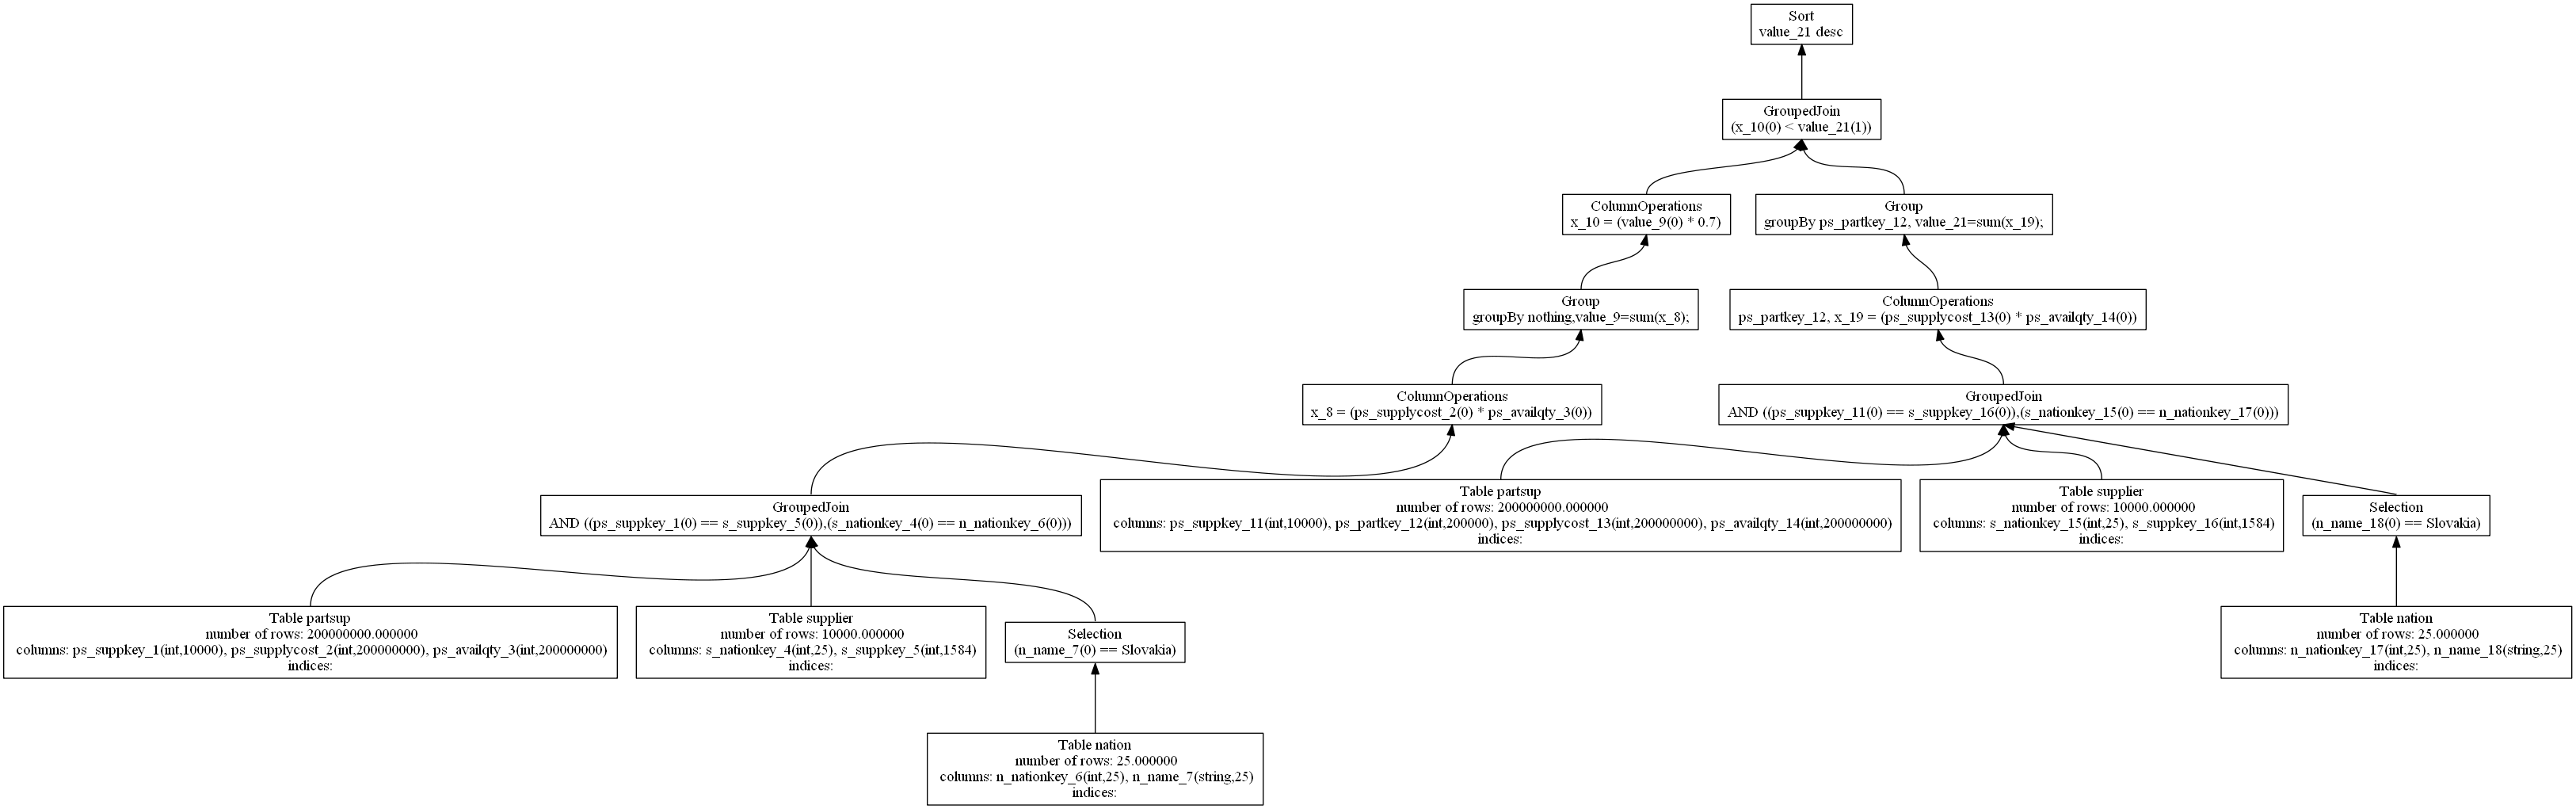 Sort
value_21 desc
GroupedJoin
(x_10(0) < value_21(1))
ColumnOperations
x_10 = (value_9(0) * 0.7)
Group
groupBy ps_partkey_12, value_21=sum(x_19);
Group
groupBy nothing,value_9=sum(x_8);
ColumnOperations
ps_partkey_12, x_19 = (ps_supplycost_13(0) * ps_availqty_14(0))
ColumnOperations
x_8 = (ps_supplycost_2(0) * ps_availqty_3(0))
GroupedJoin
AND ((ps_suppkey_11(0) == s_suppkey_16(0)),(s_nationkey_15(0) == n_nationkey_17(0)))
GroupedJoin
AND ((ps_suppkey_1(0) == s_suppkey_5(0)),(s_nationkey_4(0) == n_nationkey_6(0)))
Table partsup
number of rows: 200000000.000000
columns: ps_suppkey_11(int,10000), ps_partkey_12(int,200000), ps_supplycost_13(int,200000000), ps_availqty_14(int,200000000)
indices:
Table supplier
number of rows: 10000.000000
columns: s_nationkey_15(int,25), s_suppkey_16(int,1584)
indices:
Selection
(n_name_18(0) == Slovakia)
Table partsup
number of rows: 200000000.000000
columns: ps_suppkey_1(int,10000), ps_supplycost_2(int,200000000), ps_availqty_3(int,200000000)
indices:
Table supplier
number of rows: 10000.000000
columns: s_nationkey_4(int,25), s_suppkey_5(int,1584)
indices:
Selection
(n_name_7(0) == Slovakia)
Table nation
number of rows: 25.000000
columns: n_nationkey_17(int,25), n_name_18(string,25)
indices:
Table nation
number of rows: 25.000000
columns: n_nationkey_6(int,25), n_name_7(string,25)
indices: